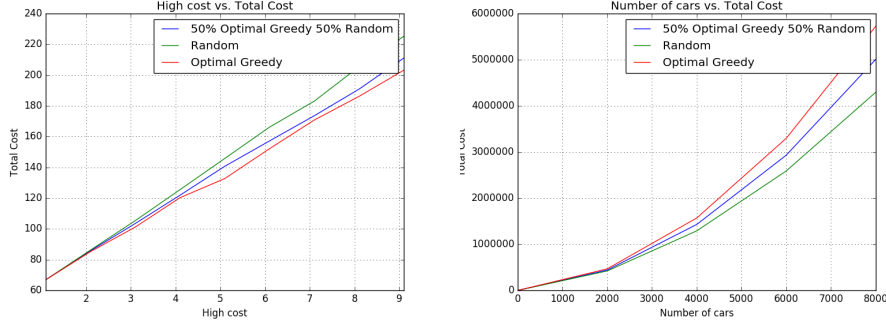 High cost vs. Total Cost
240
220
200
180
160
140
120
100
80
60
Total Cost
50% Optimal Greedy 50% Random
Random
Optimal Greedy
2
3
4
5
6
7
8
9
High cost
Number of cars vs. Total Cost
6000000
5000000
4000000
3000000
2000000
1000000
0
Total Cost
50% Optimal Greedy 50% Random
Random
Optimal Greedy
0
1000
2000
3000
4000
5000
6000
7000
8000
Number of cars